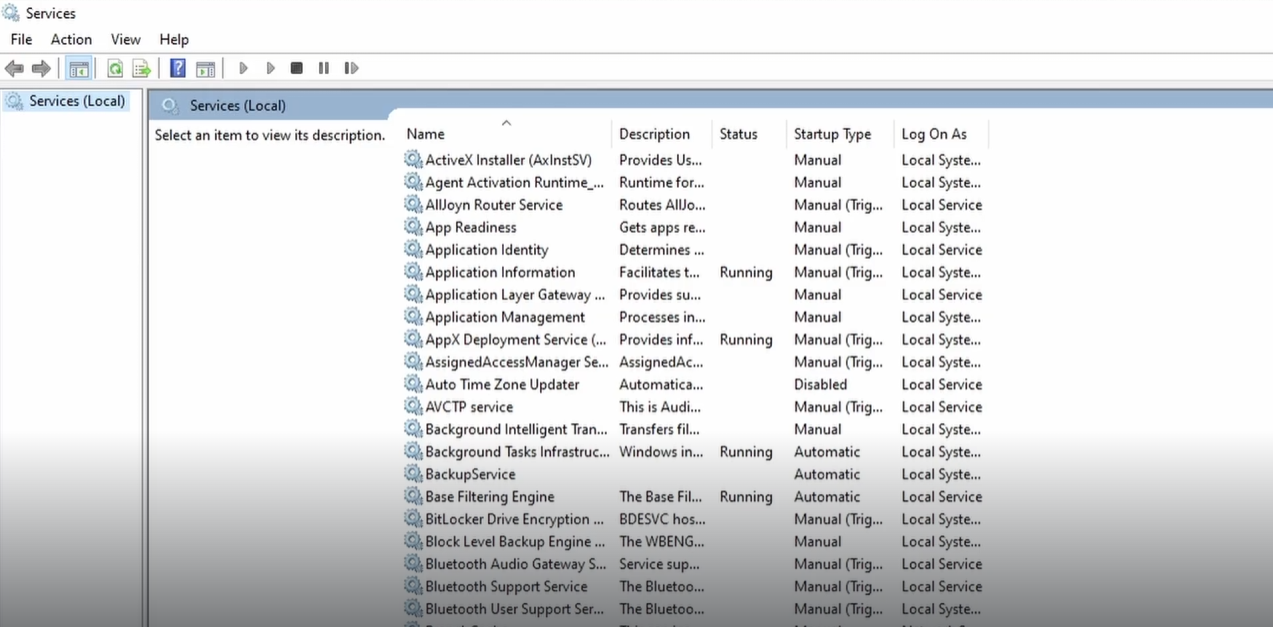 Services
File Action View Help
Services (Local)
Services (Local)
Select an item to view its description.
Name Description Status Startup Type Log On As
ActiveX Installer (AxInstSV) Provides Us... Manual Local Syste...
Agent Activation Runtime_... Runtime for... Manual Local Syste...
AllJoyn Router Service Routes AllJo... Manual (Trig... Local Service
App Readiness Gets apps re... Manual Local Syste...
Application Identity Determines ... Manual (Trig... Local Service
Application Information Facilitates t... Running Manual (Trig... Local Syste...
Application Layer Gateway ... Provides su... Manual Local Service
Application Management Processes in... Manual Local Syste...
AppX Deployment Service (... Provides inf... Running Manual (Trig... Local Syste...
AssignedAccessManager Se... AssignedAc... Manual (Trig... Local Syste...
Auto Time Zone Updater Automatica... Disabled Local Service
AVCTP service This is Audi... Manual (Trig... Local Service
Background Intelligent Tran... Transfers fil... Manual Local Syste...
Background Tasks Infrastruc... Windows in... Running Automatic Local Syste...
BackupService Automatic Local Syste...
Base Filtering Engine The Base Fil... Running Automatic Local Service
BitLocker Drive Encryption ... BDESVC hos... Manual (Trig... Local Syste...
Block Level Backup Engine ... The WBENG... Manual Local Syste...
Bluetooth Audio Gateway S... Service sup... Manual (Trig... Local Service
Bluetooth Support Service The Bluetoo... Manual (Trig... Local Service
Bluetooth User Support Ser... The Bluetoo... Manual (Trig... Local Syste...